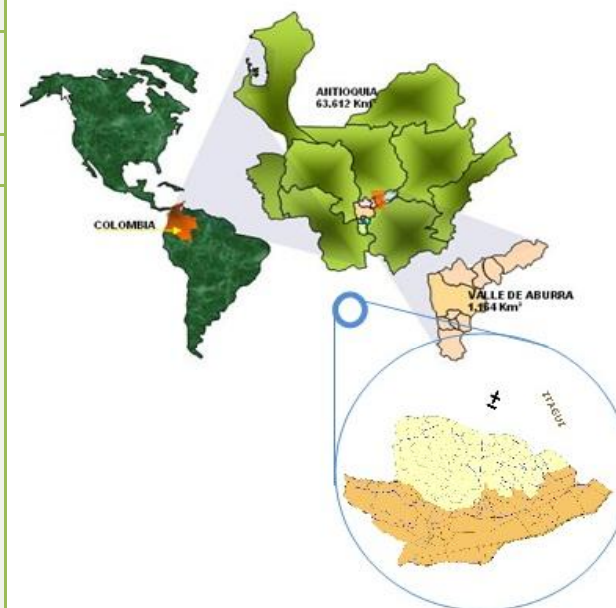 ANTIOQUIA
63.612 Km²
COLOMBIA
VALLE DE ABURRA
1.164 Km²
ITAGUI